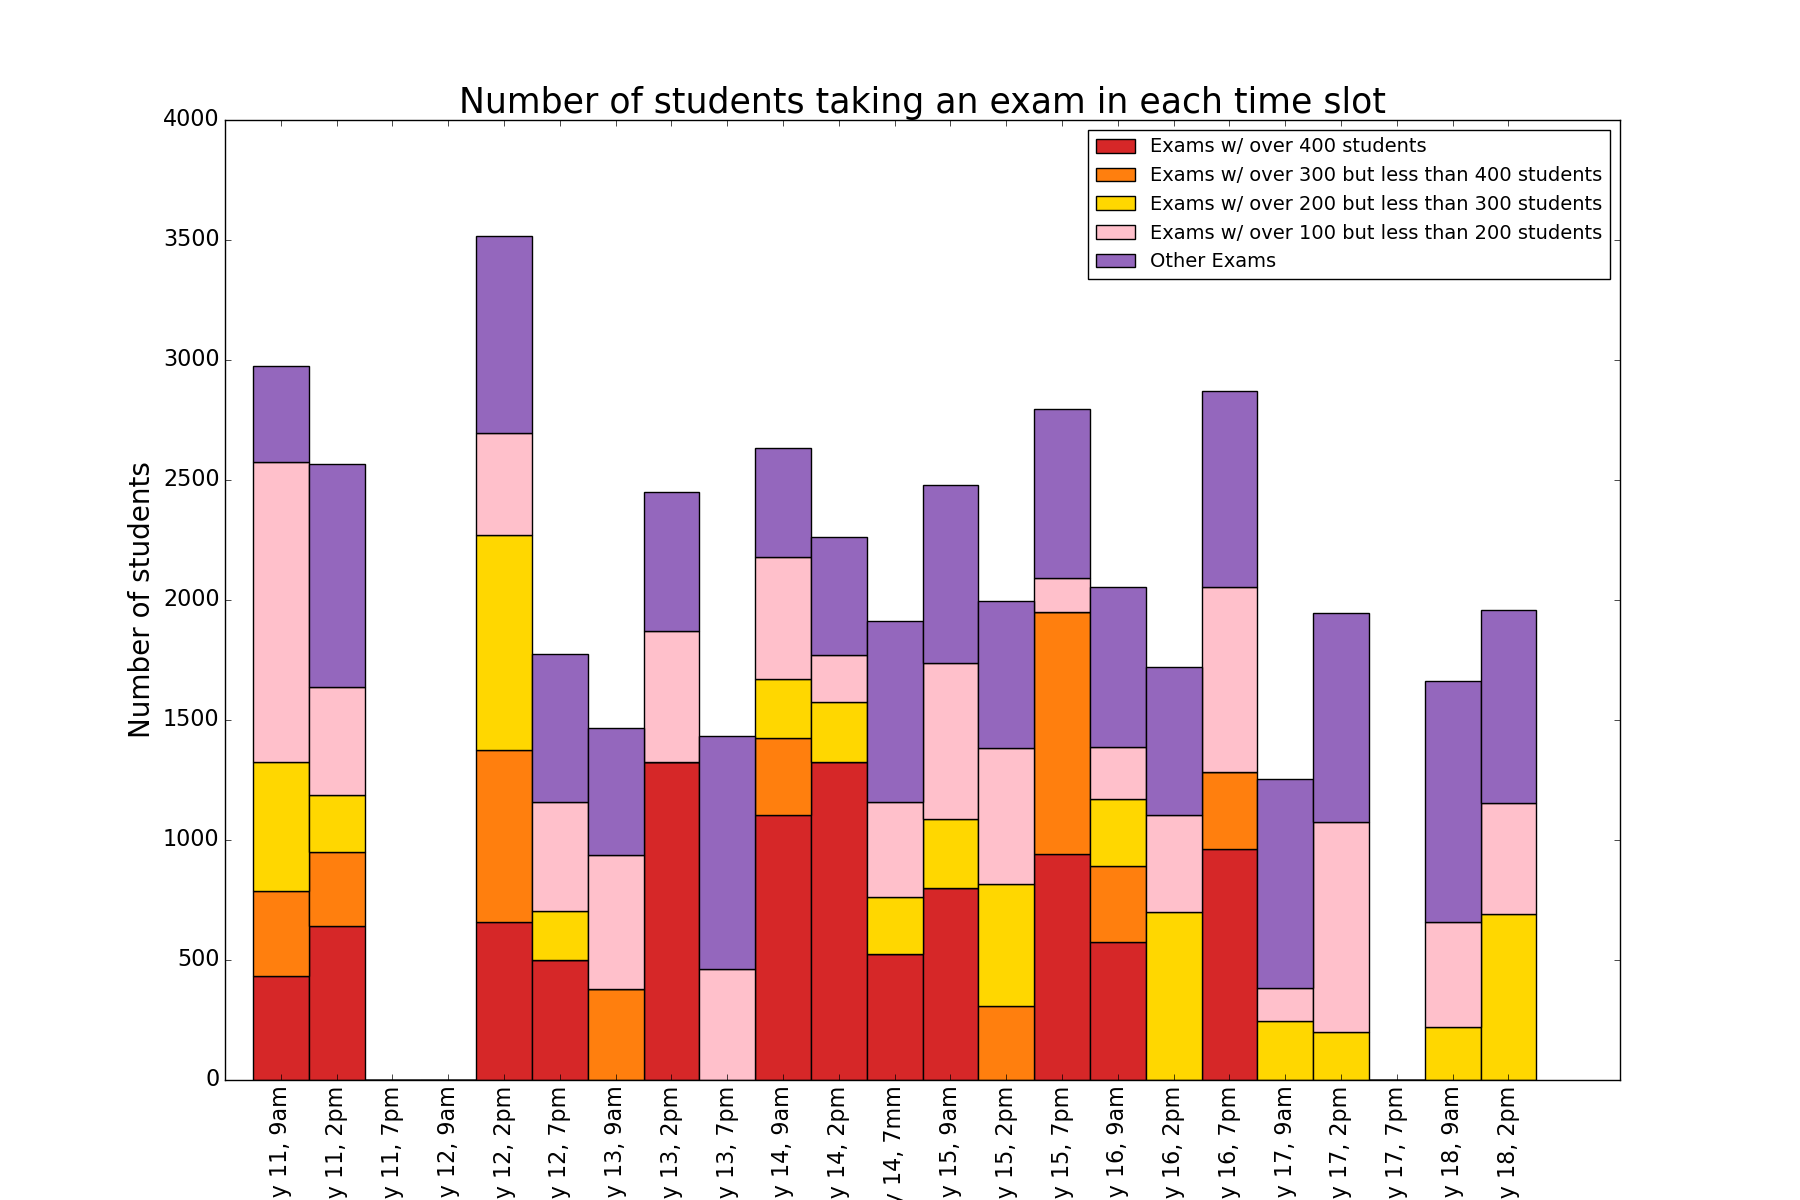 Number of students taking an exam in each time slot
Exams w/ over 400 students
Exams w/ over 300 but less than 400 students
Exams w/ over 200 but less than 300 students
Exams w/ over 100 but less than 200 students
Other Exams
Number of students
4000
3500
3000
2500
2000
1500
1000
500
0
y 11, 9am
y 11, 2pm
y 11, 7pm
y 12, 9am
y 12, 2pm
y 12, 7pm
y 13, 9am
y 13, 2pm
y 13, 7pm
y 14, 9am
y 14, 2pm
y 14, 7mm
y 15, 9am
y 15, 2pm
y 15, 7pm
y 16, 9am
y 16, 2pm
y 16, 7pm
y 17, 9am
y 17, 2pm
y 17, 7pm
y 18, 9am
y 18, 2pm